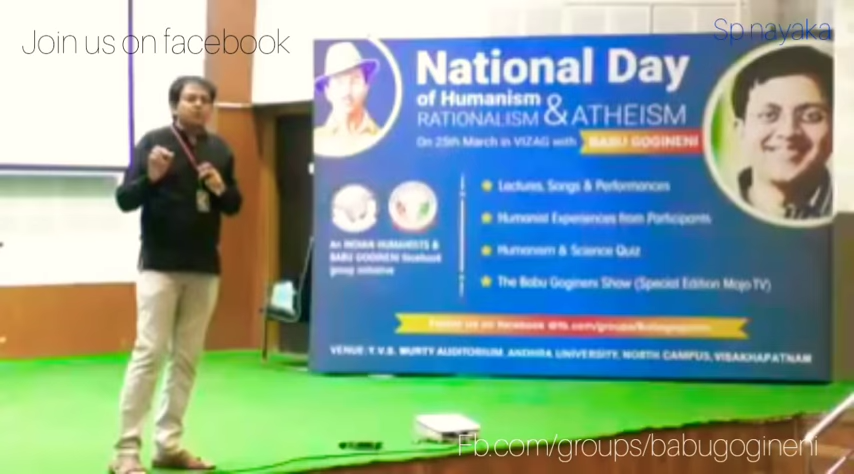 Join us on facebook
Sp nayaka
National Day
of Humanism
RATIONALISM & ATHEISM
On 25th March in VIZAG with BABU GOGINENI
Lectures, Songs & Performances
Humanist Experiences from Participants
Humanism & Science Quiz
The Babu Gogineni Show (Special Edition Mojo TV)
An INDIAN HUMANISTS &
BABU GOGINENI facebook
group initiative
VENUE: Y.V.S. MURTY AUDITORIUM, ANDHRA UNIVERSITY, NORTH CAMPUS, VISAKHAPATNAM
Fb.com/groups/babugogineni